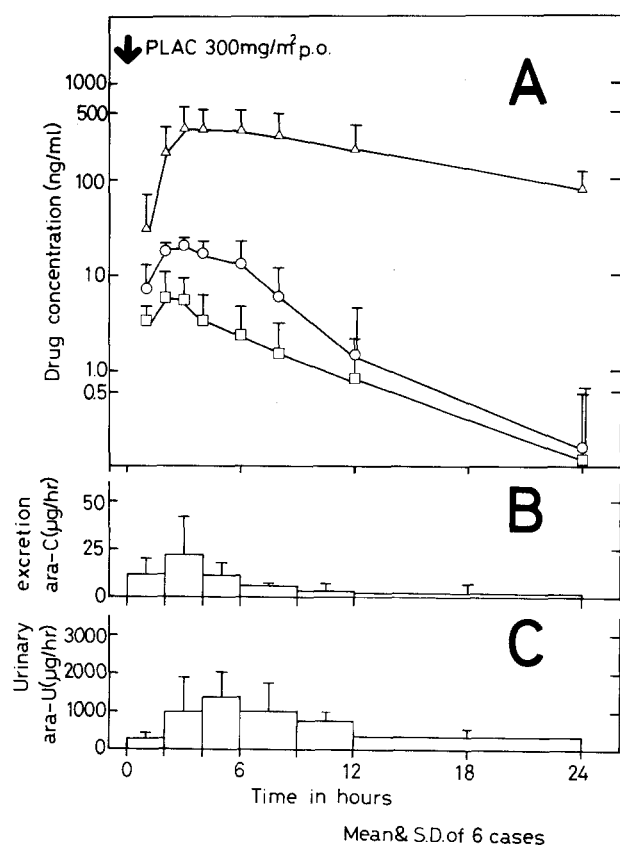 PLAC 300mg/m² p.o.
A
Drug concentration (ng/ml)
1000
500
100
10
1.0
0.5
B
excretion
ara-C(µg/hr)
50
25
0
C
Urinary
ara-U(µg/hr)
3000
2000
1000
0
0 6 12 18 24
Time in hours
Mean& S.D.of 6 cases